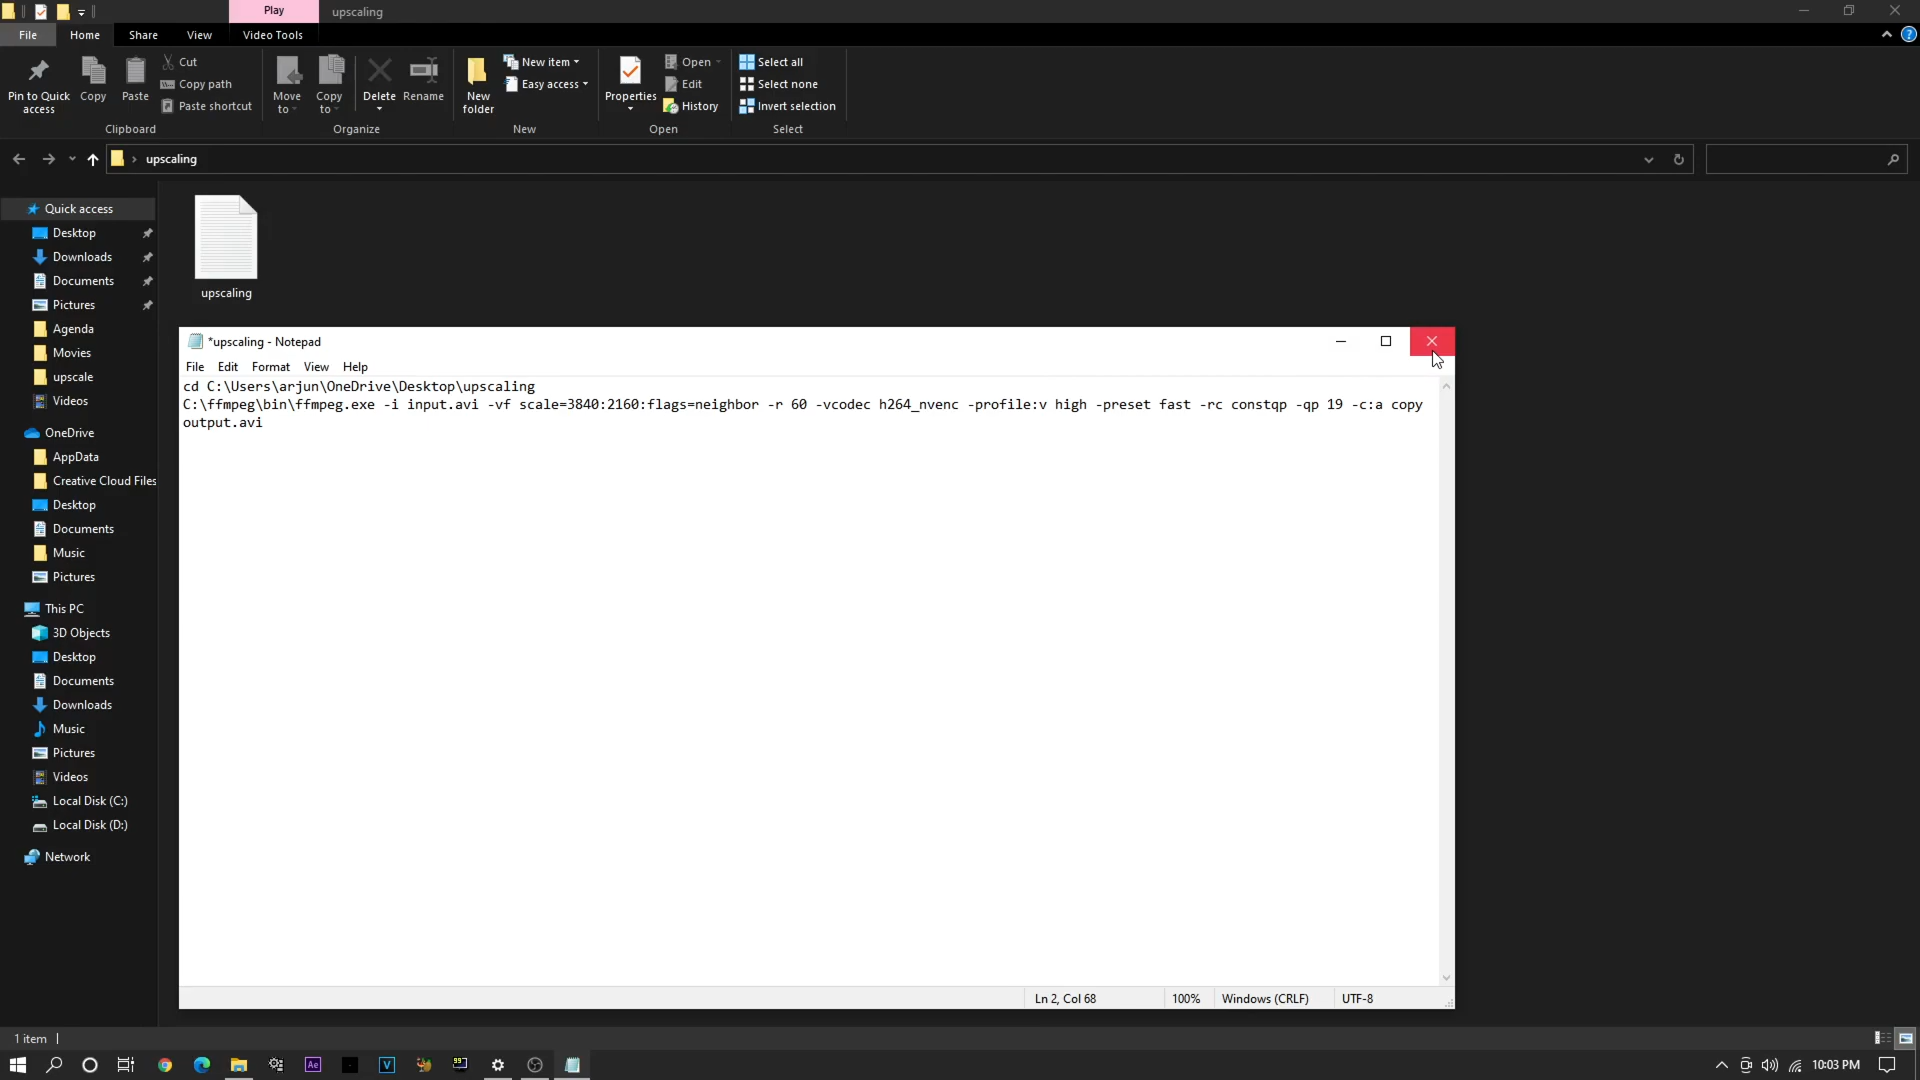 Play
upscaling
File Home Share View Video Tools
Pin to Quick access
Copy
Paste
Cut
Copy path
Paste shortcut
Move to
Copy to
Delete
Rename
New folder
New item
Easy access
Properties
Open
Edit
History
Select all
Select none
Invert selection
Clipboard
Organize
New
Open
Select
upscaling
Quick access
Desktop
Downloads
Documents
Pictures
Agenda
Movies
upscale
Videos
OneDrive
AppData
Creative Cloud Files
Desktop
Documents
Music
Pictures
This PC
3D Objects
Desktop
Documents
Downloads
Music
Pictures
Videos
Local Disk (C:)
Local Disk (D:)
Network
upscaling
*upscaling - Notepad
File Edit Format View Help
cd C:\Users\arjun\OneDrive\Desktop\upscaling
C:\ffmpeg\bin\ffmpeg.exe -i input.avi -vf scale=3840:2160:flags=neighbor -r 60 -vcodec h264_nvenc -profile:v high -preset fast -rc constqp -qp 19 -c:a copy
output.avi
Ln 2, Col 68
100%
Windows (CRLF)
UTF-8
1 item
Ae
V
99
10:03 PM